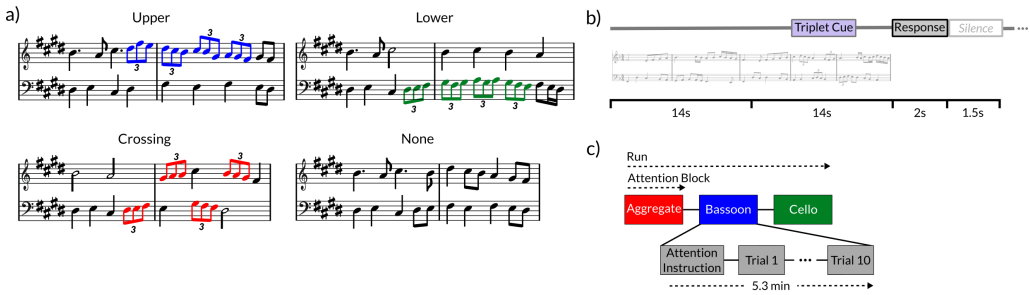 a)
Upper
3
3
3
3
Lower
3
3
3
3
Crossing
3
3
3
3
None
b)
Triplet Cue
Response
Silence
...
14s
14s
2s
1.5s
c)
Run
Attention Block
Aggregate
Bassoon
Cello
Attention
Instruction
Trial 1
...
Trial 10
5.3 min